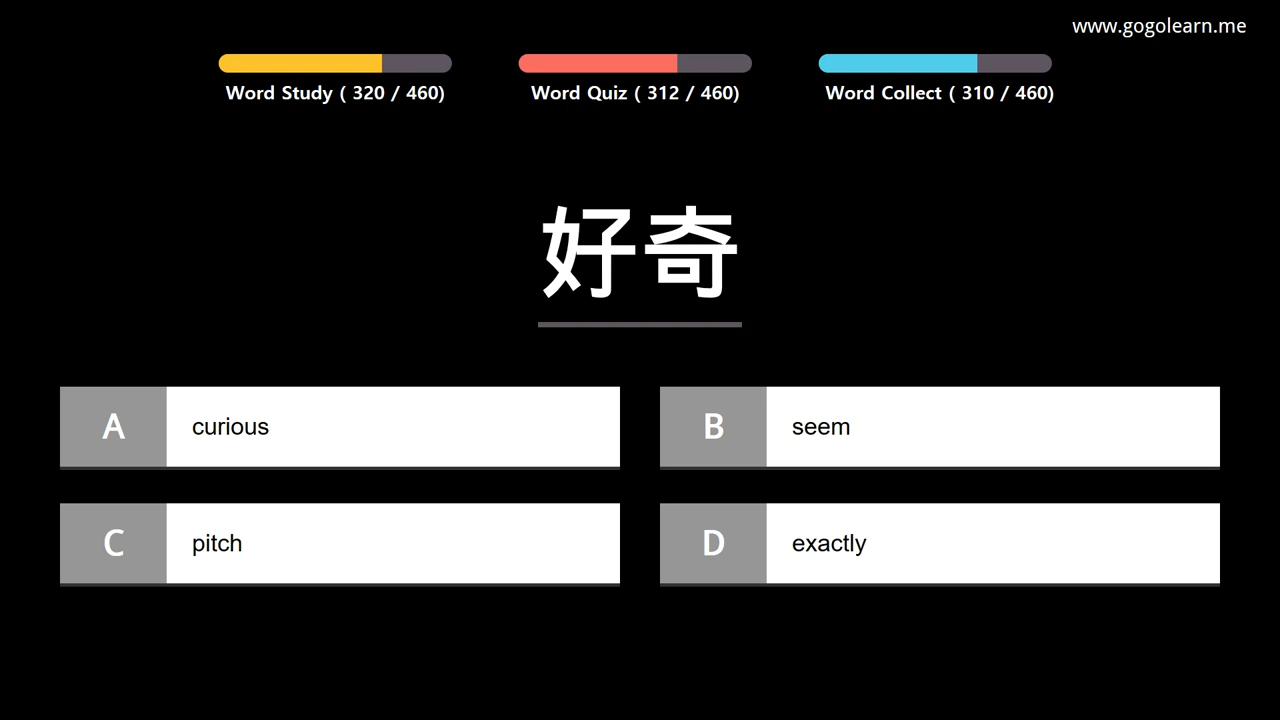 www.gogolearn.me
Word Study ( 320 / 460)
Word Quiz ( 312 / 460)
Word Collect ( 310 / 460)
好奇
A curious
B seem
C pitch
D exactly